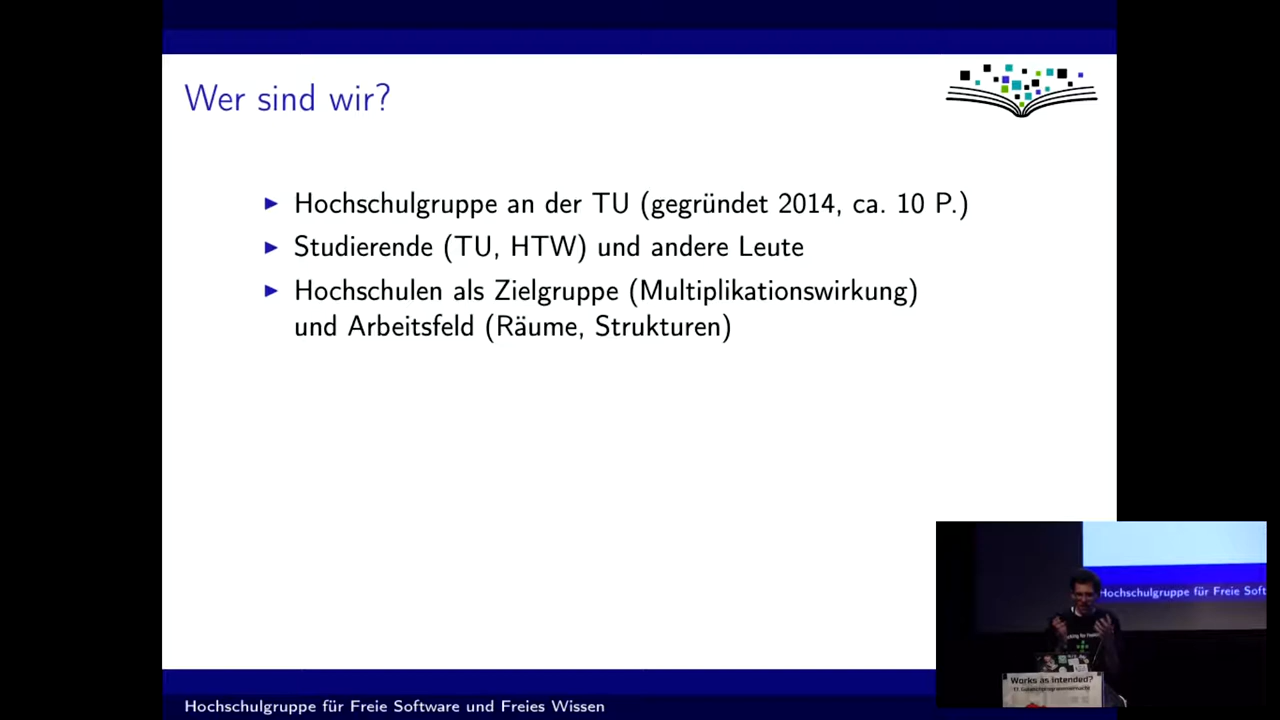 Wer sind wir?
Hochschulgruppe an der TU (gegründet 2014, ca. 10 P.)
Studierende (TU, HTW) und andere Leute
Hochschulen als Zielgruppe (Multiplikationswirkung)
und Arbeitsfeld (Räume, Strukturen)
Hochschulgruppe für Freie Soft
Works as intended?
Hochschulgruppe für Freie Software und Freies Wissen